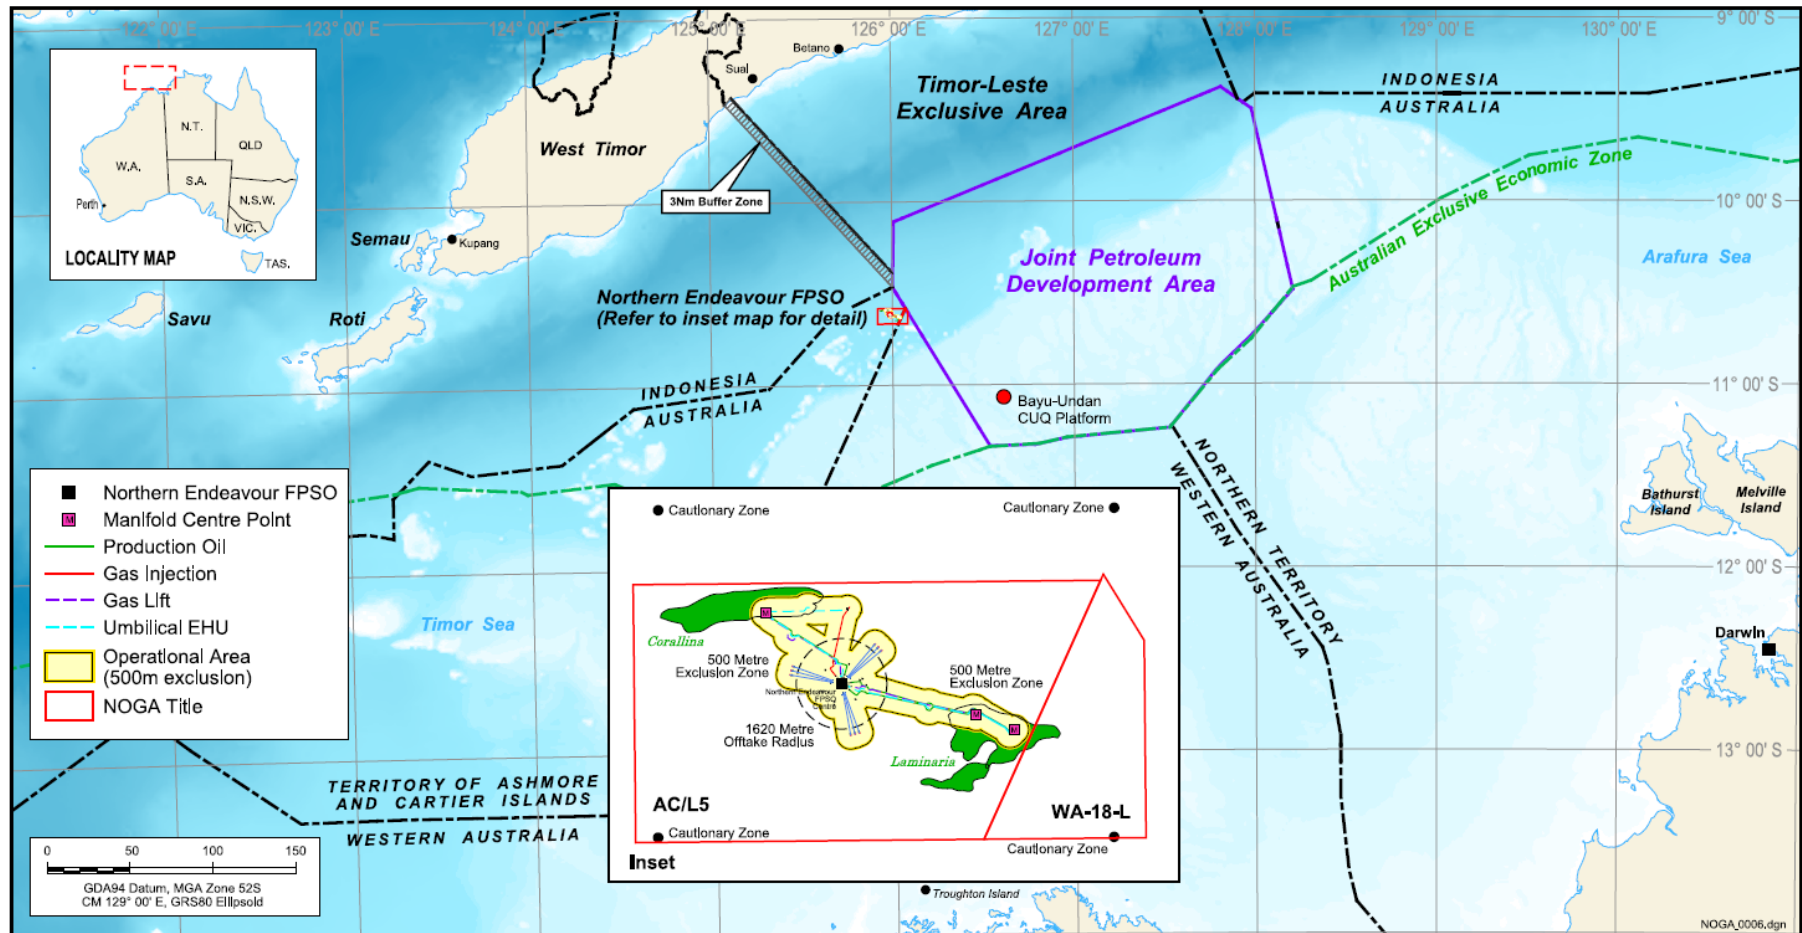 122° 00' E
123° 00' E
124° 00' E
125° 00' E
126° 00' E
127° 00' E
128° 00' E
129° 00' E
130° 00' E
9° 00' S
10° 00' S
11° 00' S
12° 00' S
13° 00' S
N.T.
QLD
W.A.
S.A.
N.S.W.
VIC.
Perth
TAS.
LOCALITY MAP
Betano
Sual
West Timor
Timor-Leste
Exclusive Area
INDONESIA
AUSTRALIA
3Nm Buffer Zone
Semau
Kupang
Savu
Roti
Northern Endeavour FPSO
(Refer to inset map for detail)
Joint Petroleum
Development Area
Australian Exclusive Economic Zone
Arafura Sea
INDONESIA
AUSTRALIA
Bayu-Undan
CUQ Platform
NORTHERN TERRITORY
WESTERN AUSTRALIA
Bathurst
Island
Melville
Island
Darwin
Timor Sea
Northern Endeavour FPSO
M
Manifold Centre Point
Production Oil
Gas Injection
Gas Lift
Umbilical EHU
Operational Area
(500m exclusion)
NOGA Title
TERRITORY OF ASHMORE
AND CARTIER ISLANDS
WESTERN AUSTRALIA
0 50 100 150
GDA94 Datum, MGA Zone 52S
CM 129° 00' E, GRS80 Ellipsoid
Cautionary Zone
Cautionary Zone
M
Corallina
500 Metre
Exclusion Zone
500 Metre
Exclusion Zone
Northern Endeavour
FPSO
Centre
M
M
1620 Metre
Offtake Radius
Laminaria
AC/L5
WA-18-L
Cautionary Zone
Cautionary Zone
Inset
Troughton Island
NOGA_0006.dgn